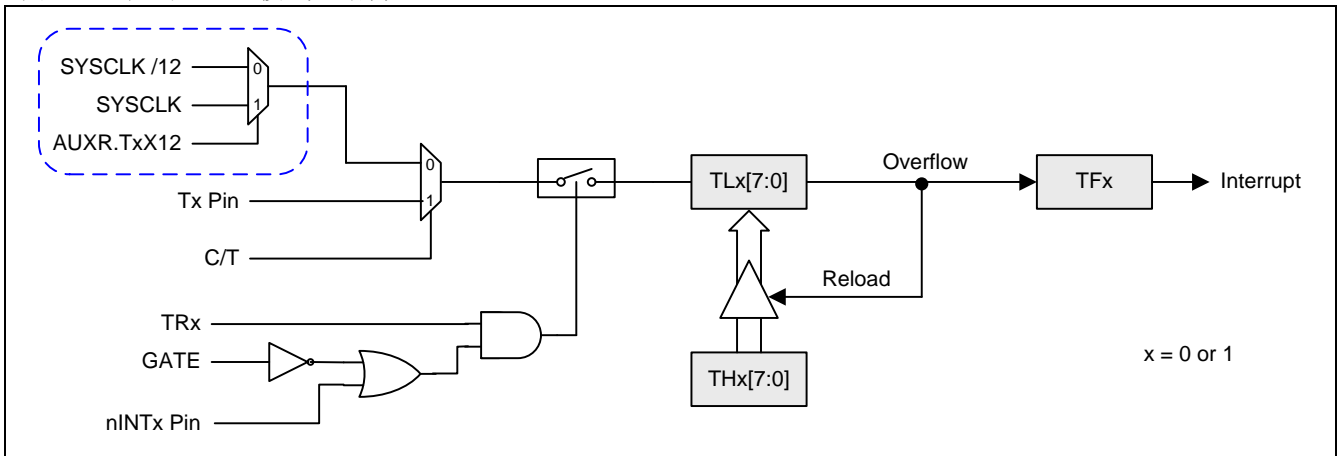 SYSCLK /12
0
SYSCLK
1
AUXR.TxX12
0
Tx Pin
1
C/T
TLx[7:0]
Overflow
TFx
Interrupt
Reload
TRx
GATE
nINTx Pin
THx[7:0]
x = 0 or 1